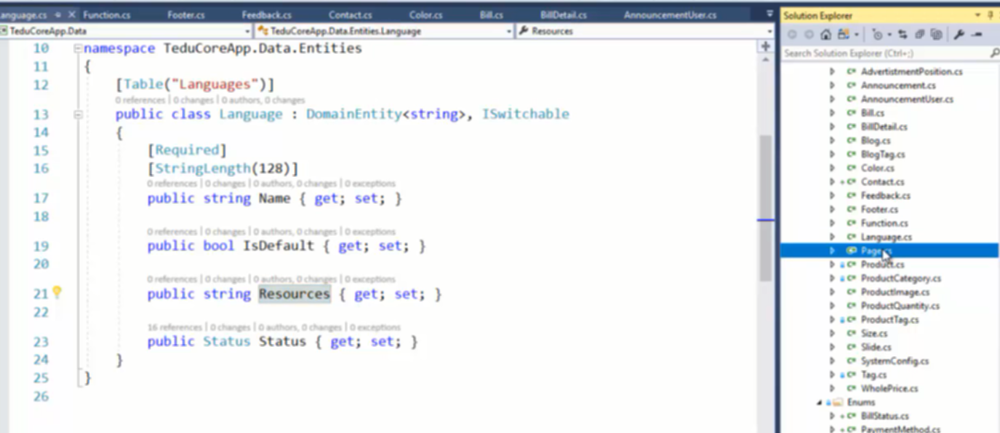 anguage.cs Function.cs Footer.cs Feedback.cs Contact.cs Color.cs Bill.cs BillDetail.cs AnnouncementUser.cs
TeduCoreApp.Data TeduCoreApp.Data.Entities.Language Resources
10 namespace TeduCoreApp.Data.Entities
11 {
12 [Table("Languages")]
0 references | 0 changes | 0 authors, 0 changes
13 public class Language : DomainEntity<string>, ISwitchable
14 {
15 [Required]
16 [StringLength(128)]
0 references | 0 changes | 0 authors, 0 changes | 0 exceptions
17 public string Name { get; set; }
18
0 references | 0 changes | 0 authors, 0 changes | 0 exceptions
19 public bool IsDefault { get; set; }
20
0 references | 0 changes | 0 authors, 0 changes | 0 exceptions
21 public string Resources { get; set; }
22
16 references | 0 changes | 0 authors, 0 changes | 0 exceptions
23 public Status Status { get; set; }
24 }
25 }
26
Solution Explorer
Search Solution Explorer (Ctrl+;)
AdvertistmentPosition.cs
Announcement.cs
AnnouncementUser.cs
Bill.cs
BillDetail.cs
Blog.cs
BlogTag.cs
Color.cs
Contact.cs
Feedback.cs
Footer.cs
Function.cs
Language.cs
Page.cs
Product.cs
ProductCategory.cs
ProductImage.cs
ProductQuantity.cs
ProductTag.cs
Size.cs
Slide.cs
SystemConfig.cs
Tag.cs
WholePrice.cs
Enums
BillStatus.cs
PaymentMethod.cs